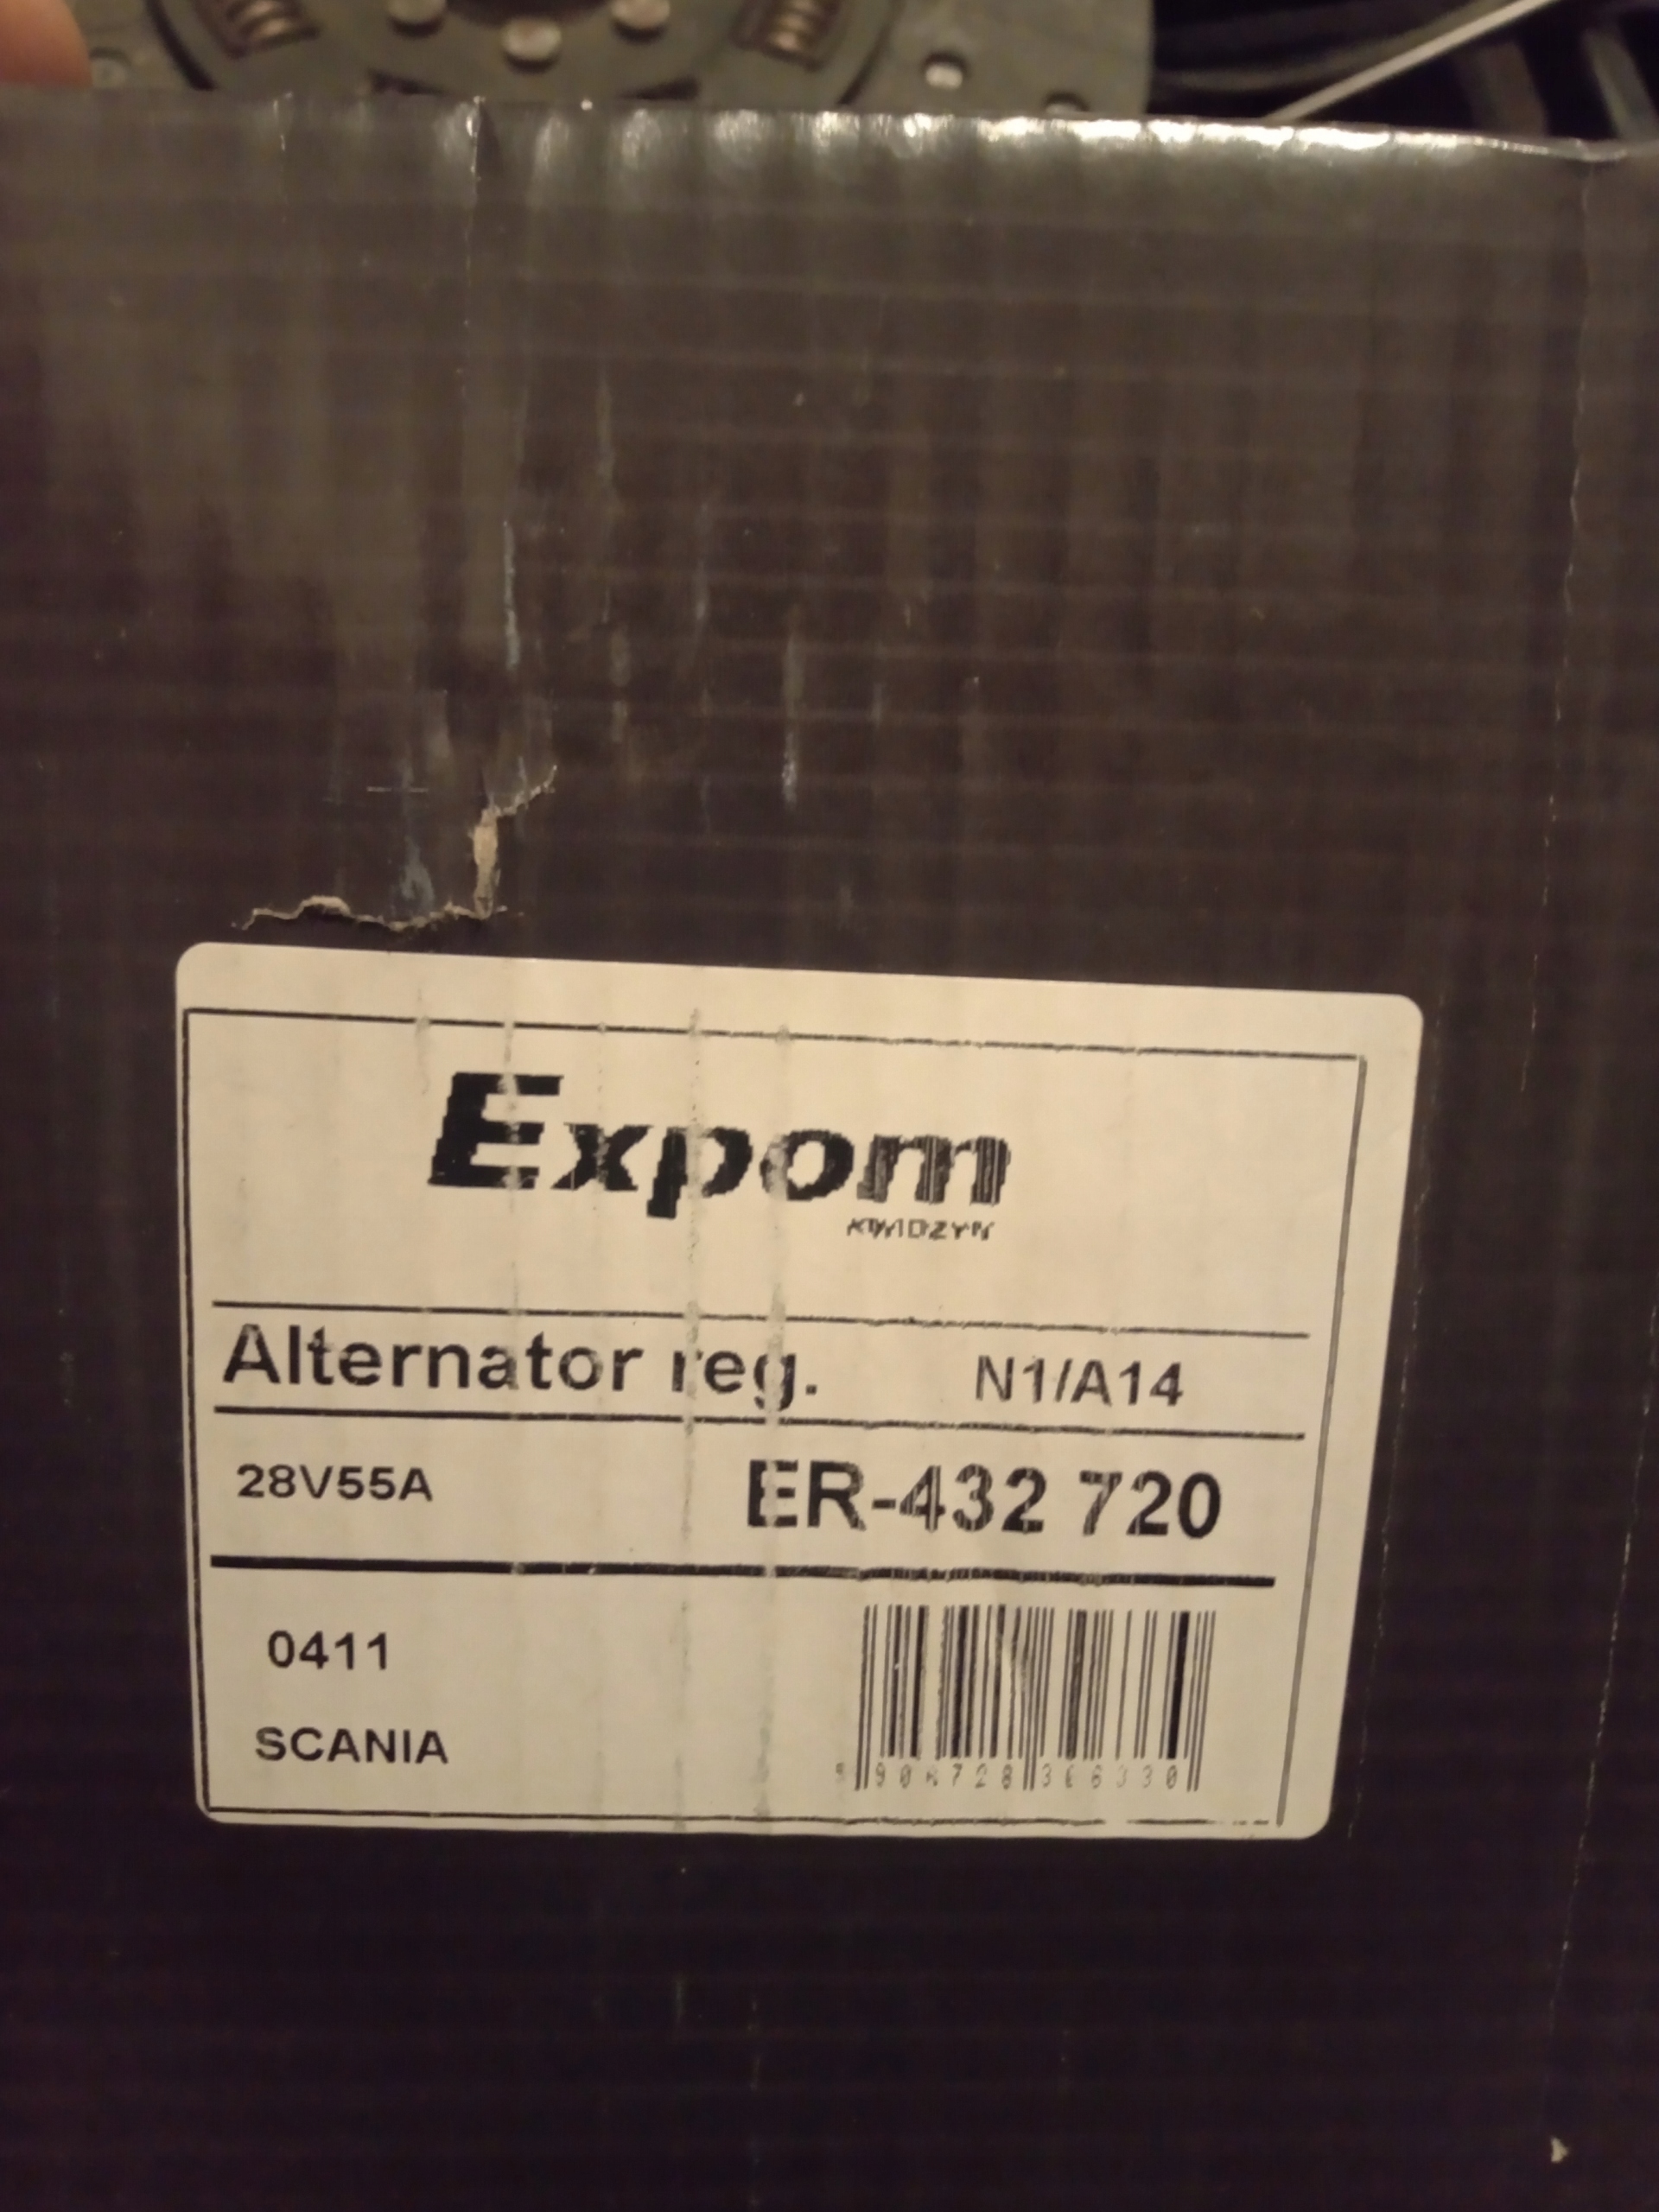 Expom
KWIDZYN
Alternator reg. N1/A14
28V55A ER-432 720
0411
SCANIA